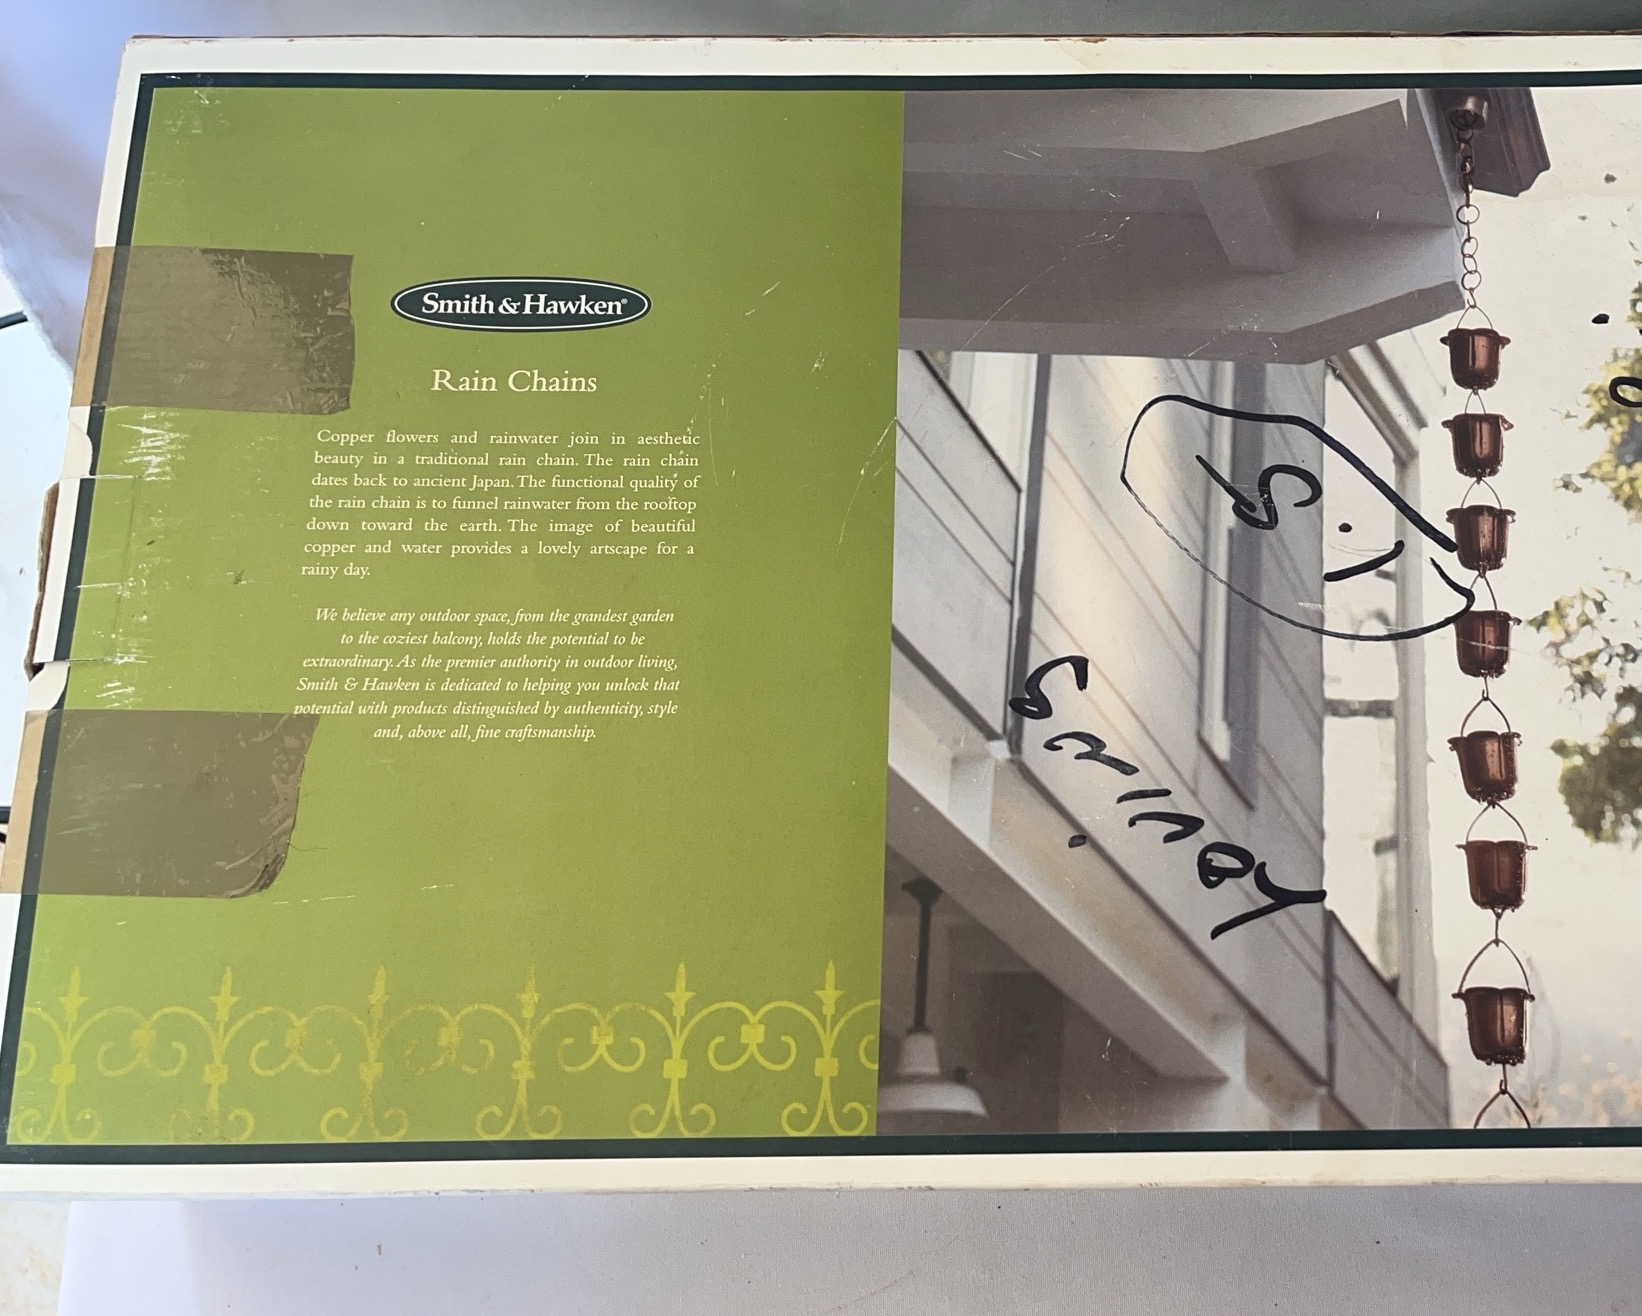 Smith & Hawken®
Rain Chains
Copper flowers and rainwater join in aesthetic
beauty in a traditional rain chain. The rain chain
dates back to ancient Japan. The functional quality of
the rain chain is to funnel rainwater from the rooftop
down toward the earth. The image of beautiful
copper and water provides a lovely artscape for a
rainy day.
We believe any outdoor space, from the grandest garden
to the coziest balcony, holds the potential to be
extraordinary. As the premier authority in outdoor living,
Smith & Hawken is dedicated to helping you unlock that
potential with products distinguished by authenticity, style
and, above all, fine craftsmanship.